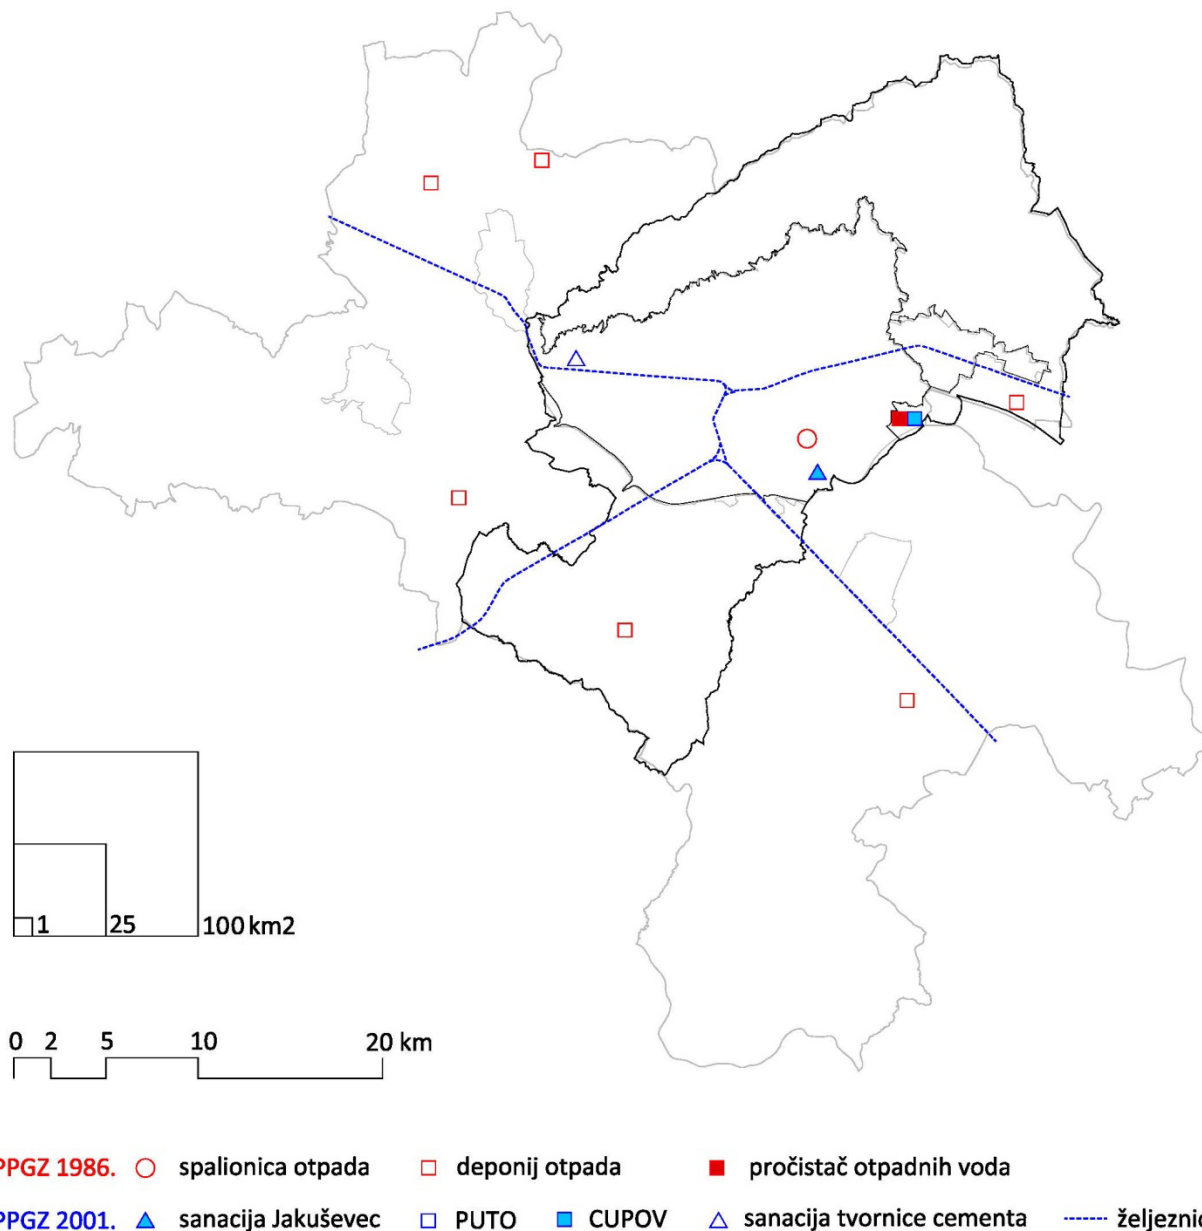 1 25 100 km2
0 2 5 10 20 km
PPGZ 1986. spalionica otpada deponij otpada pročistač otpadnih voda
PPGZ 2001. sanacija Jakuševec PUTO CUPOV sanacija tvornice cementa željeznic